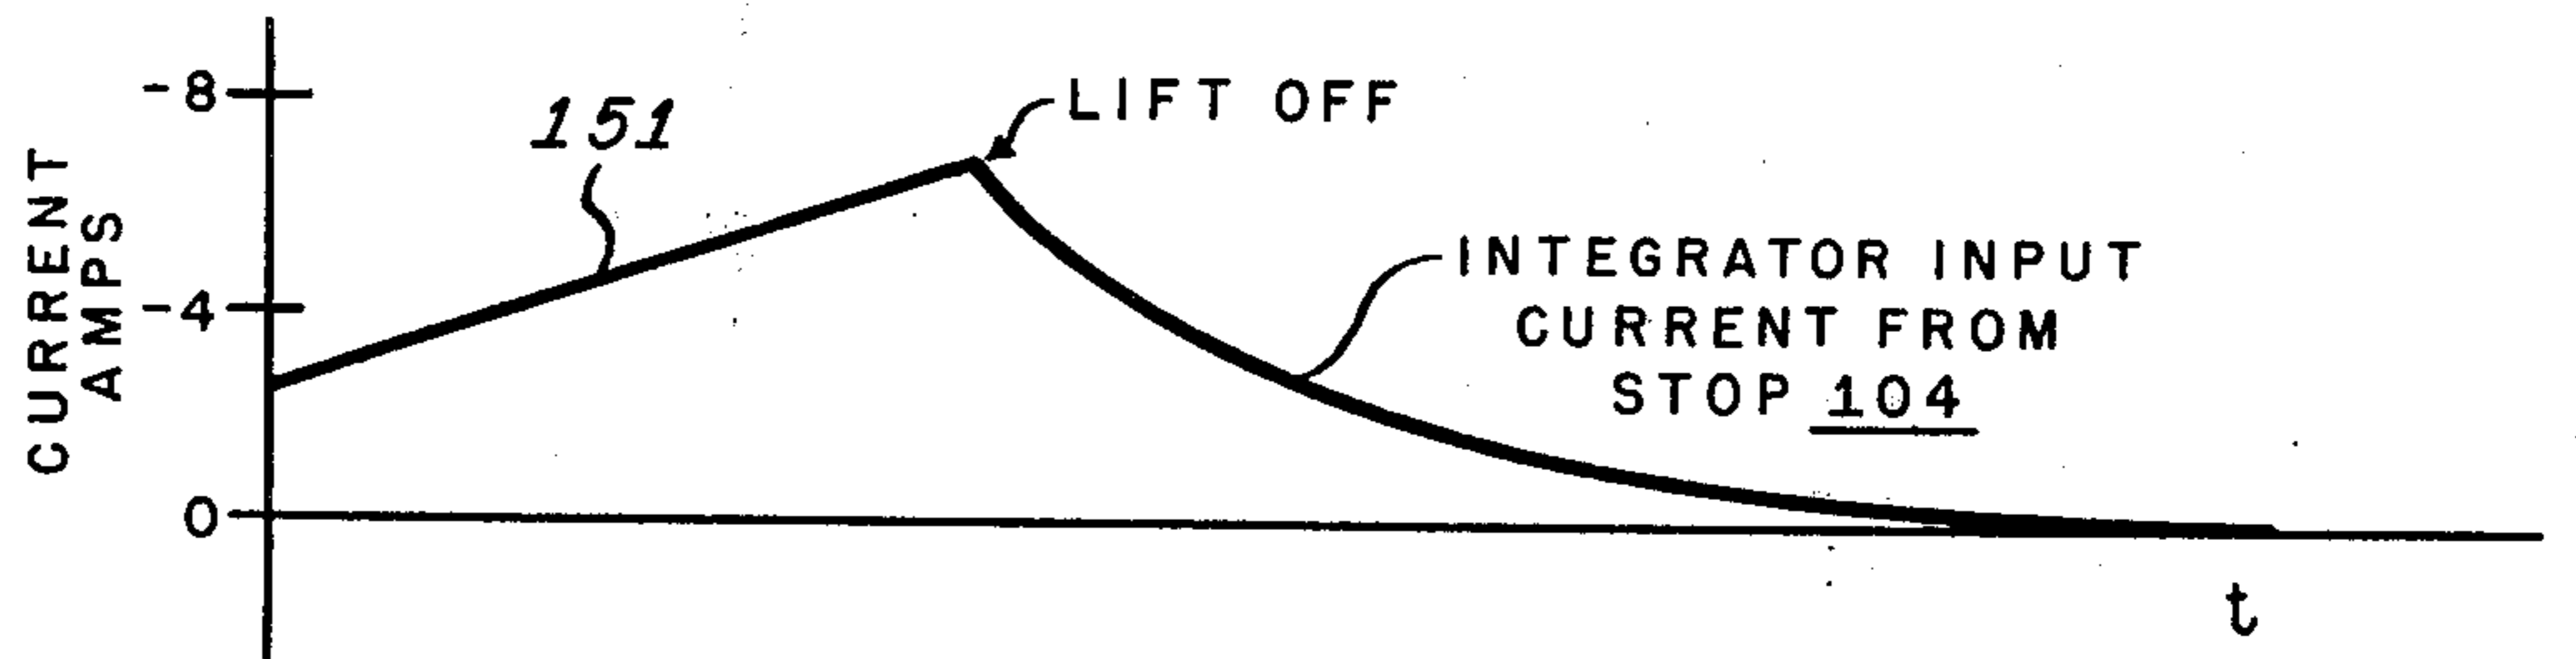 -8
151
LIFT OFF
CURRENT
AMPS
-4
INTEGRATOR INPUT
CURRENT FROM
STOP 104
0
t